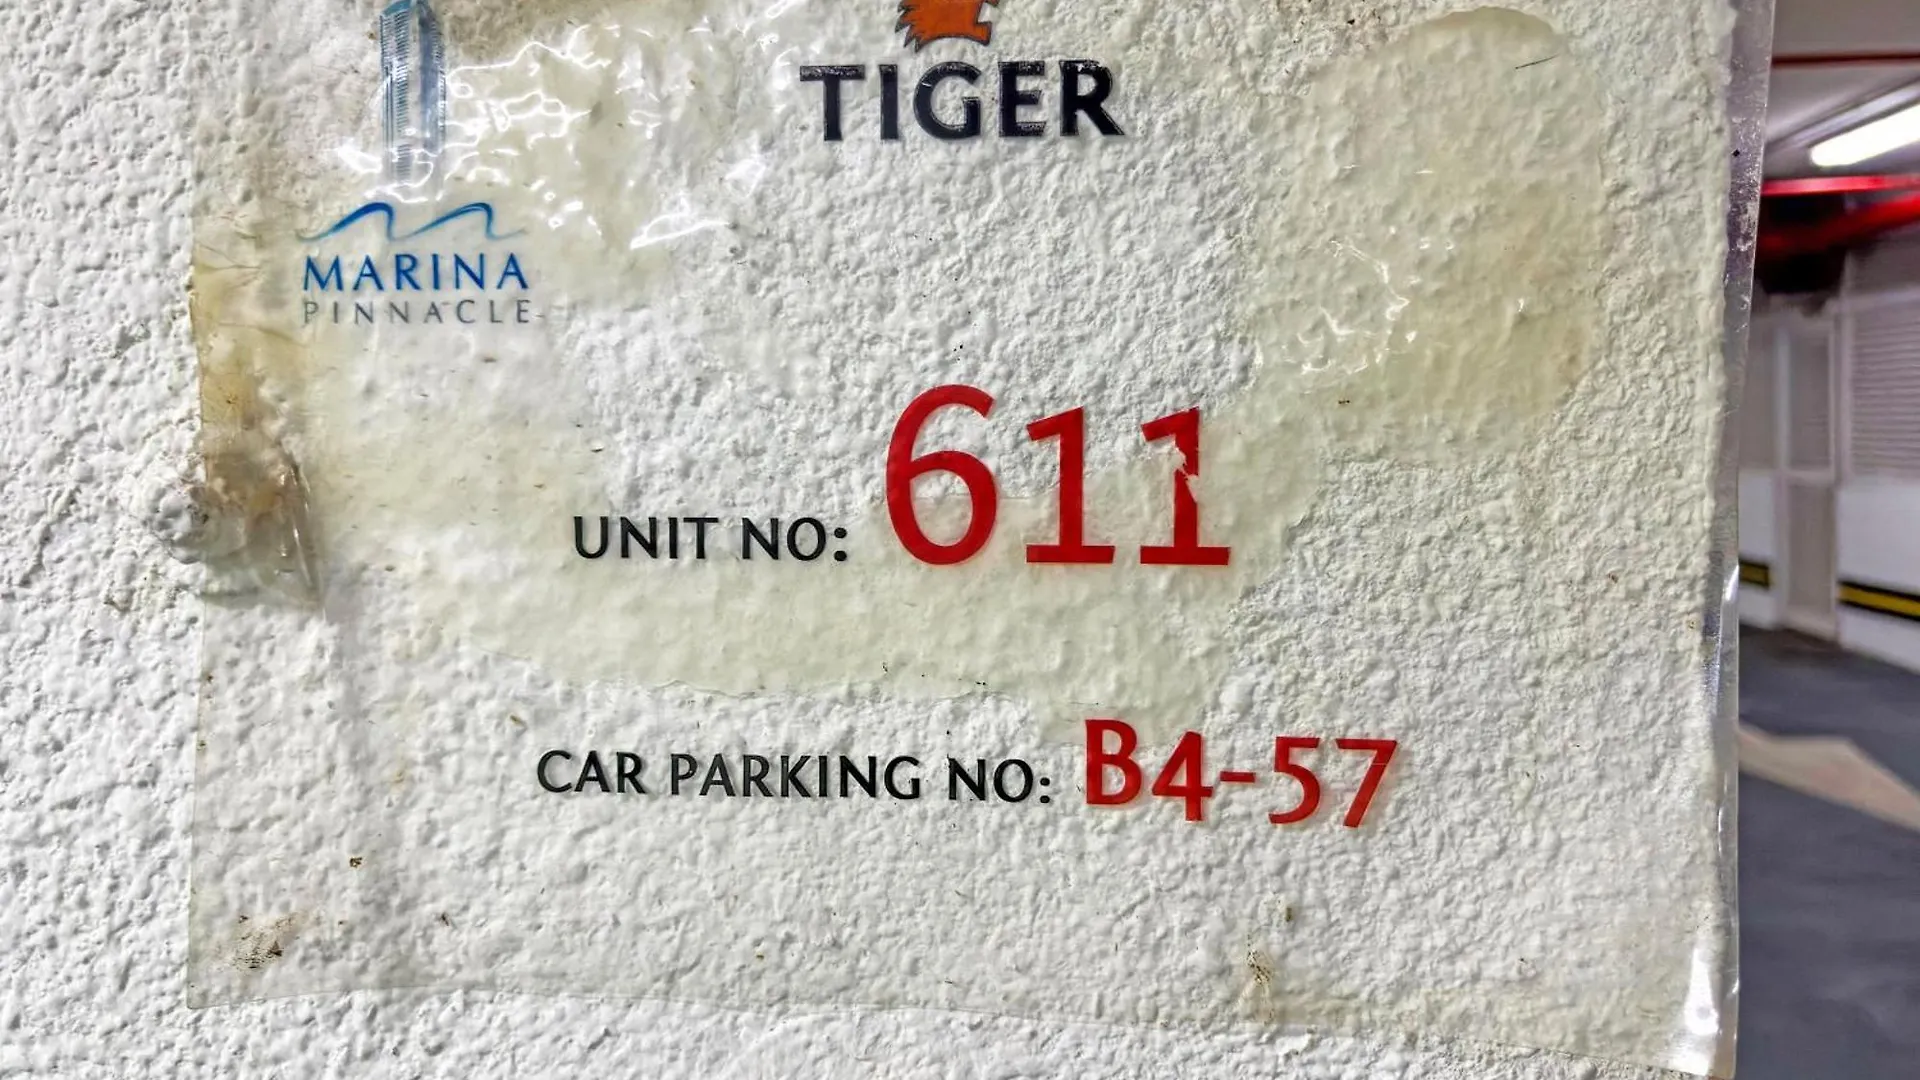 TIGER
MARINA
PINNACLE
UNIT NO: 611
CAR PARKING NO: B4-57